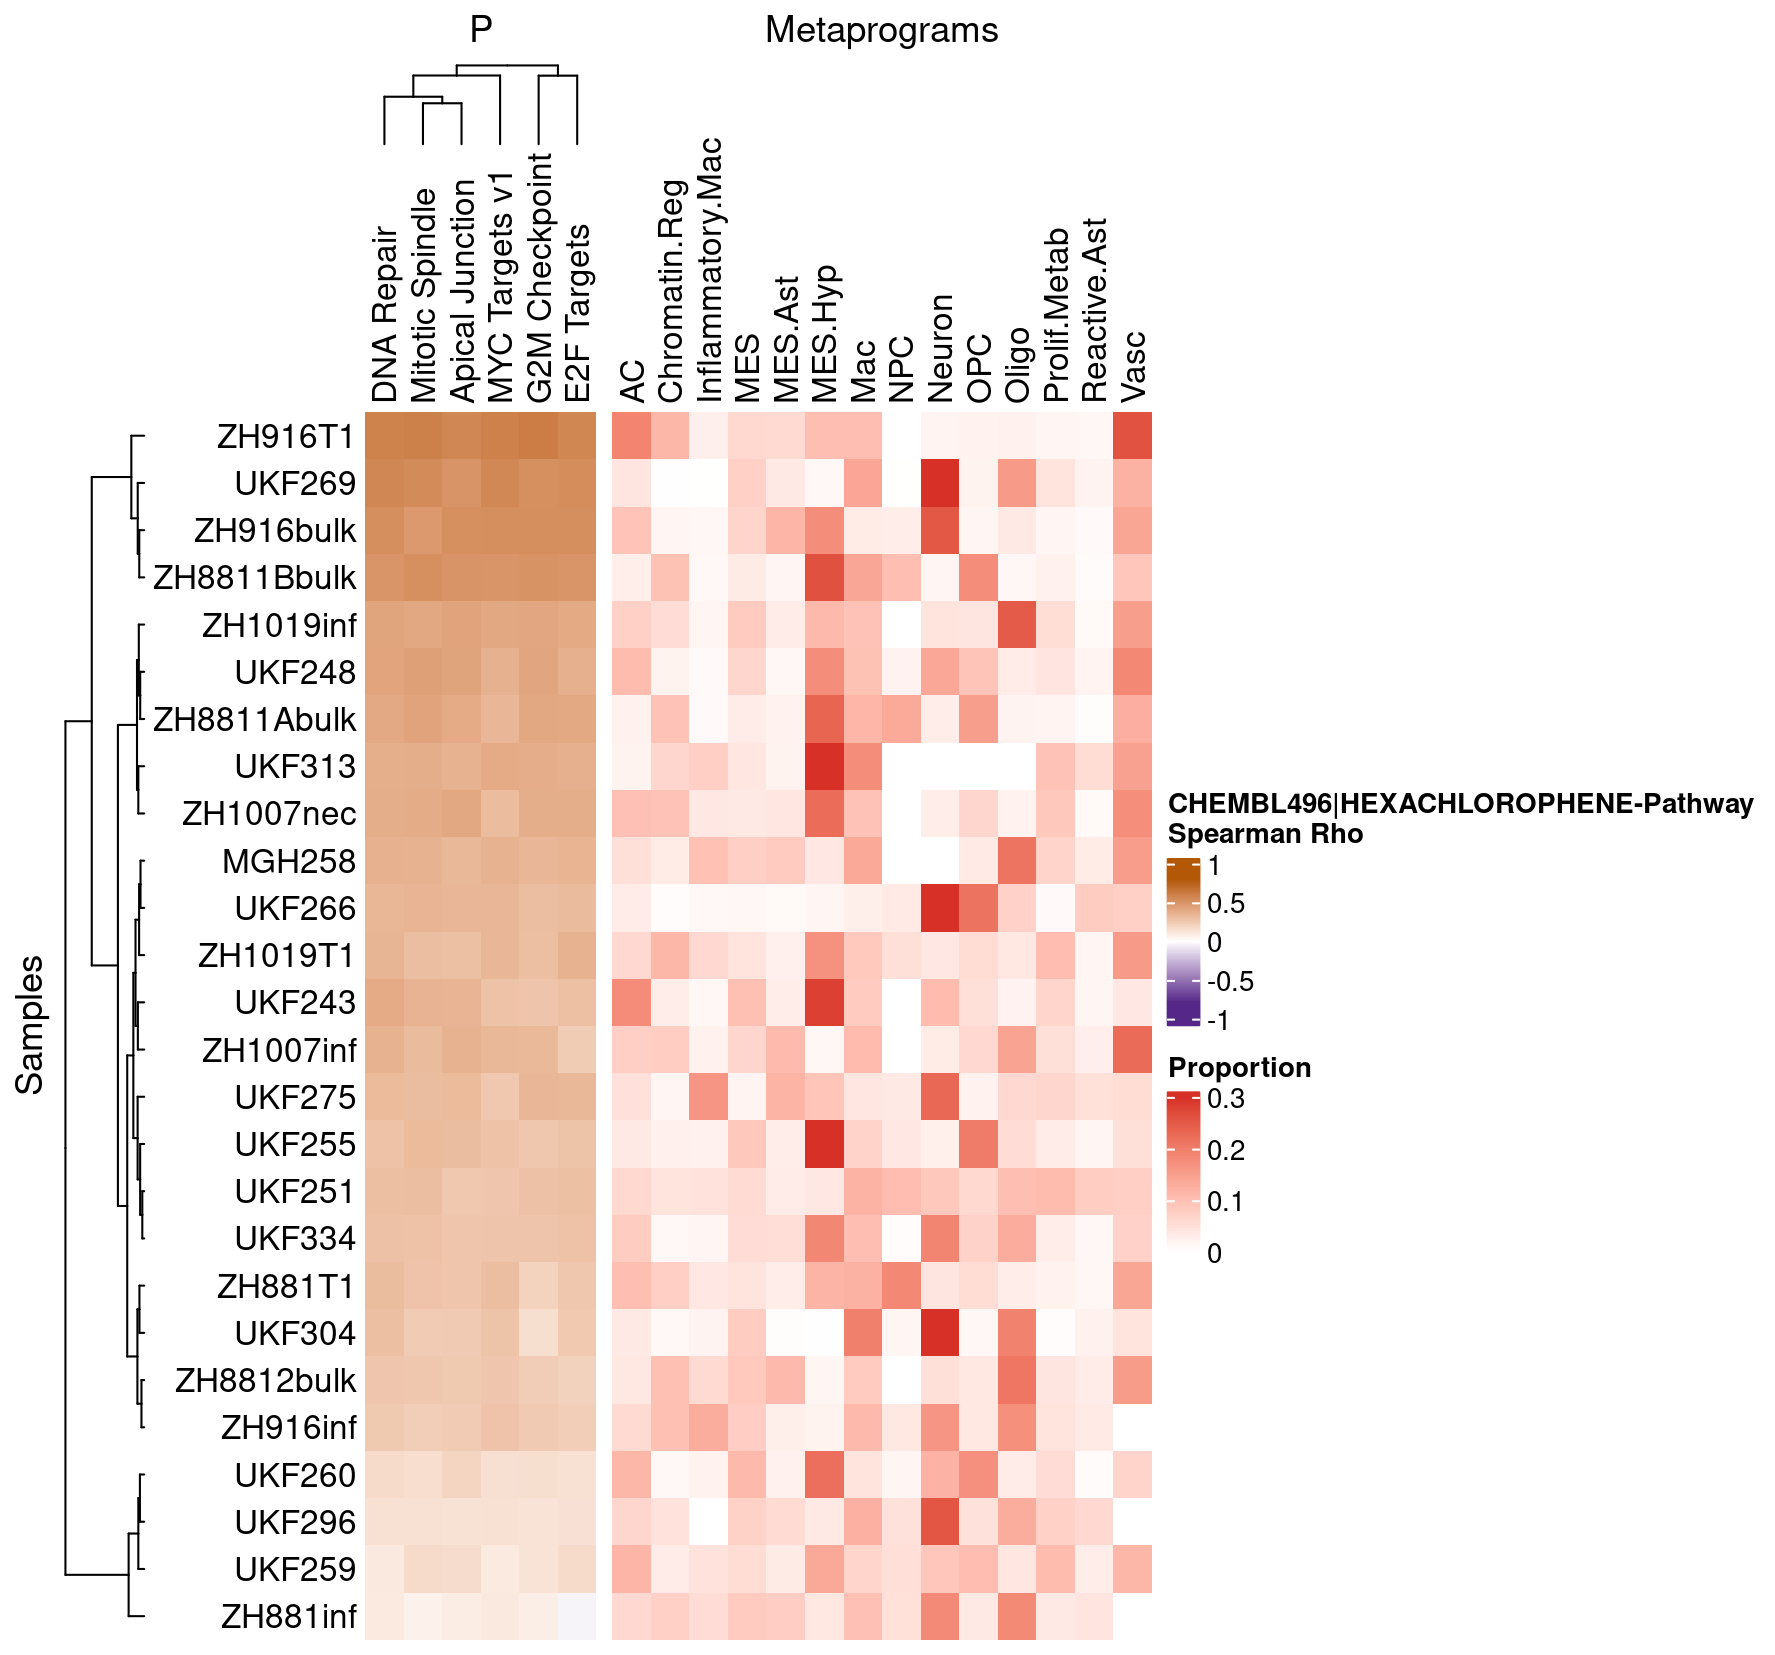 P
Metaprograms
DNA Repair
Mitotic Spindle
Apical Junction
MYC Targets v1
G2M Checkpoint
E2F Targets
AC
Chromatin.Reg
Inflammatory.Mac
MES
MES.Ast
MES.Hyp
Mac
NPC
Neuron
OPC
Oligo
Prolif.Metab
Reactive.Ast
Vasc
Samples
ZH916T1
UKF269
ZH916bulk
ZH8811Bbulk
ZH1019inf
UKF248
ZH8811Abulk
UKF313
ZH1007nec
MGH258
UKF266
ZH1019T1
UKF243
ZH1007inf
UKF275
UKF255
UKF251
UKF334
ZH881T1
UKF304
ZH8812bulk
ZH916inf
UKF260
UKF296
UKF259
ZH881inf
CHEMBL496|HEXACHLOROPHENE-Pathway
Spearman Rho
1
0.5
0
-0.5
-1
Proportion
0.3
0.2
0.1
0